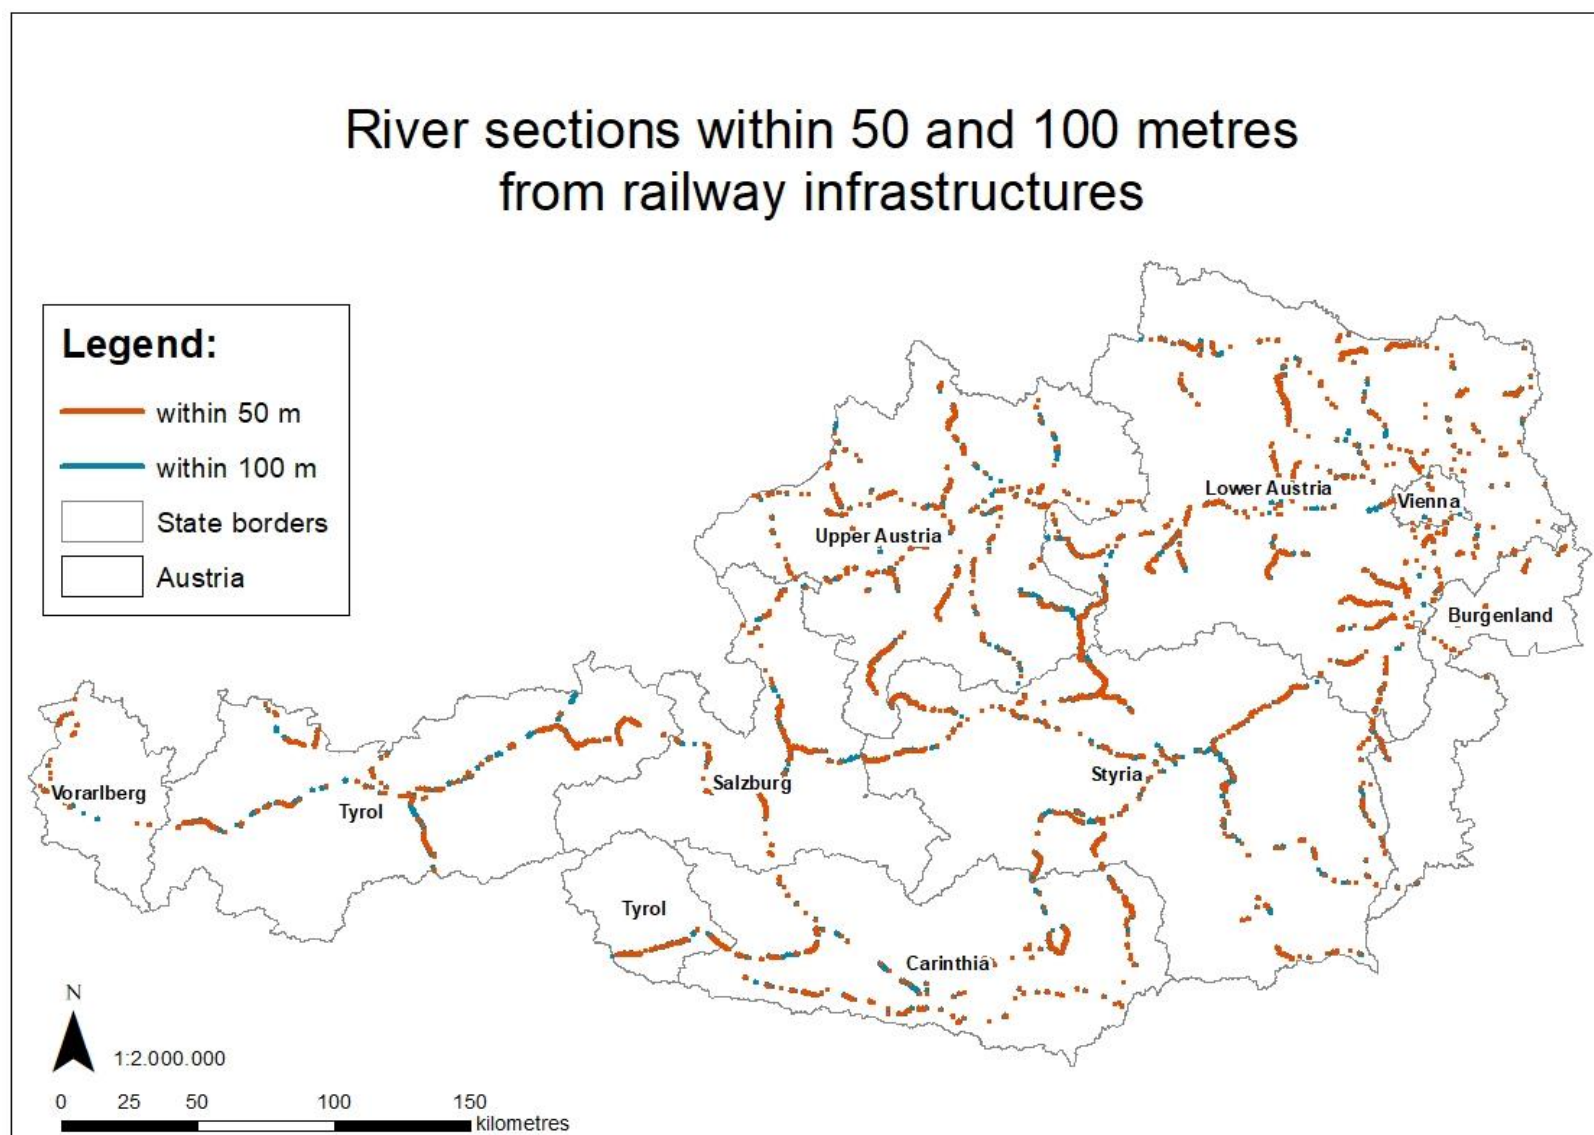 River sections within 50 and 100 metres
from railway infrastructures
Legend:
within 50 m
within 100 m
State borders
Austria
Lower Austria
Vienna
Upper Austria
Burgenland
Vorarlberg
Tyrol
Salzburg
Styria
Tyrol
Carinthia
N
1:2.000.000
0 25 50 100 150
kilometres